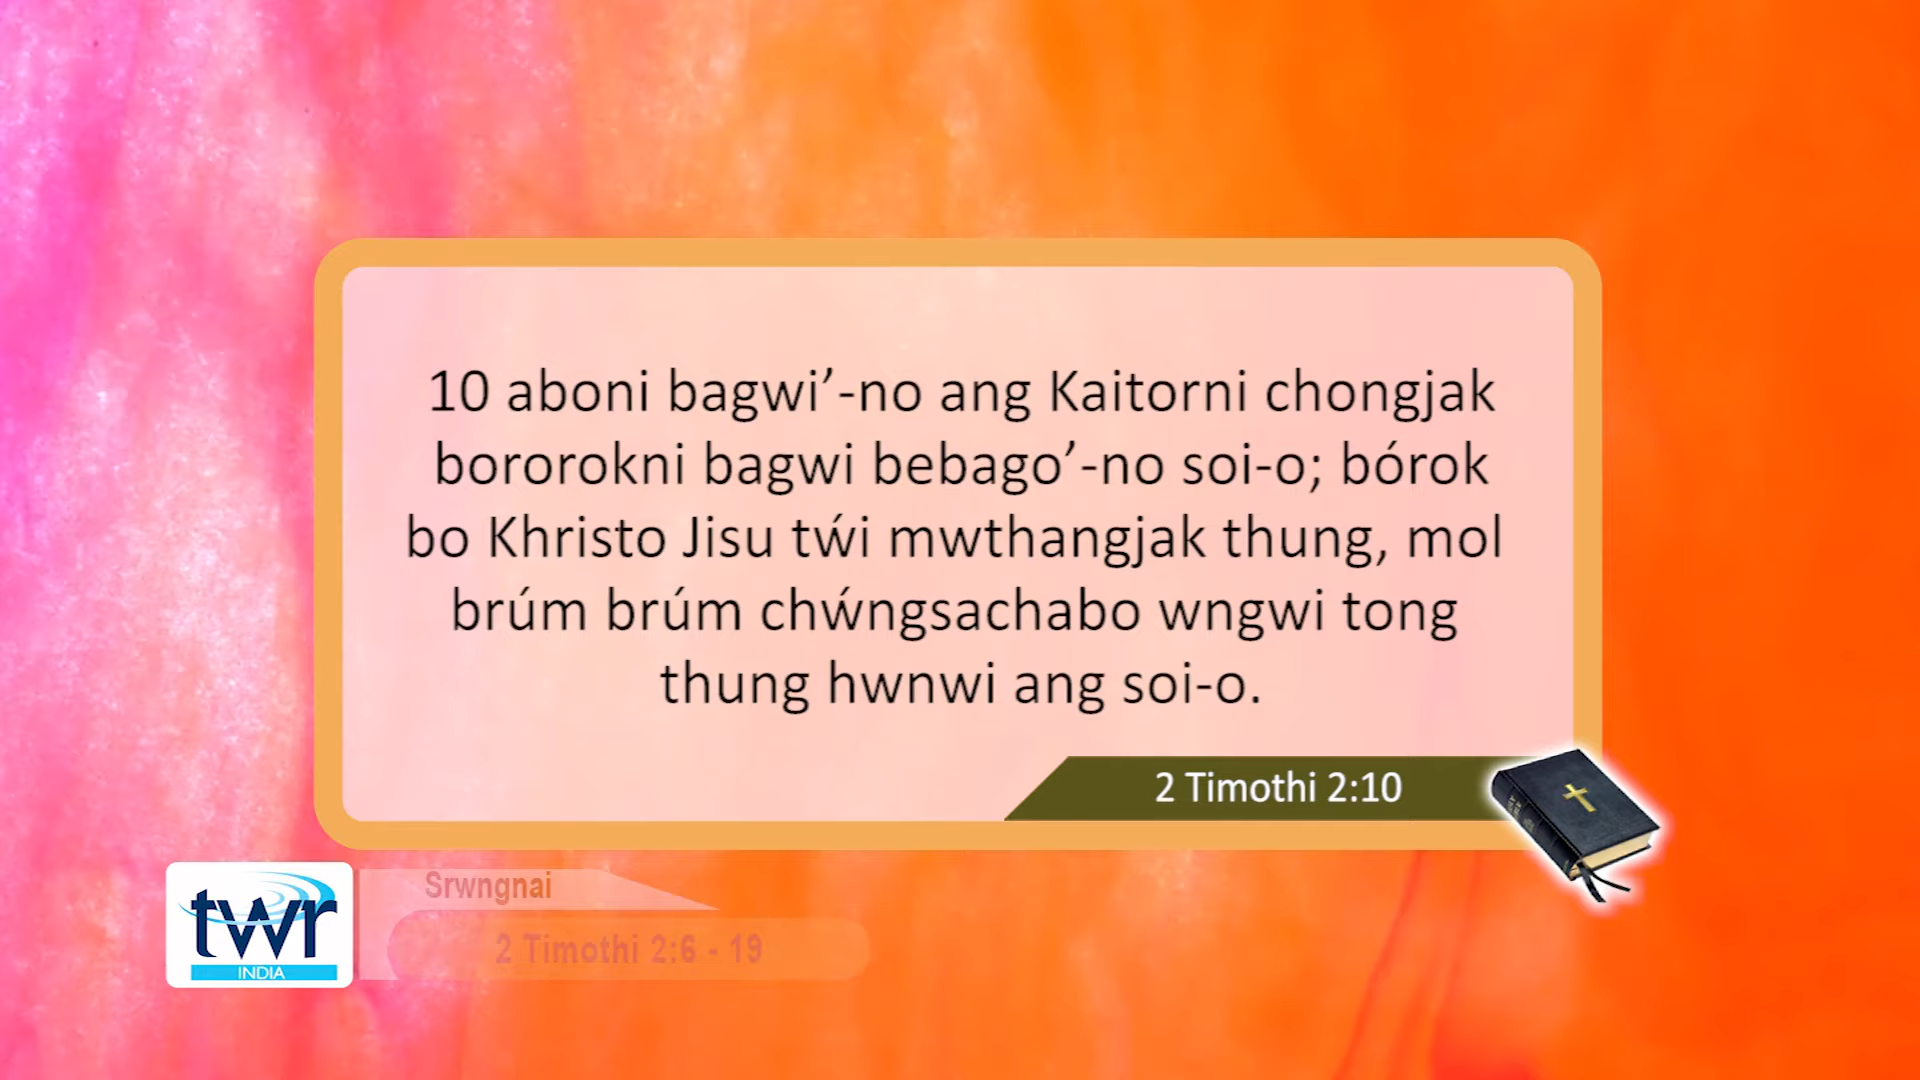 10 aboni bagwi’-no ang Kaitorni chongjak
bororokni bagwi bebago’-no soi-o; bórok
bo Khristo Jisu tẃi mwthangjak thung, mol
brúm brúm chẃngsachabo wngwi tong
thung hwnwi ang soi-o.
2 Timothi 2:10
twr
INDIA
Srwngnai
2 Timothi 2:6 - 19